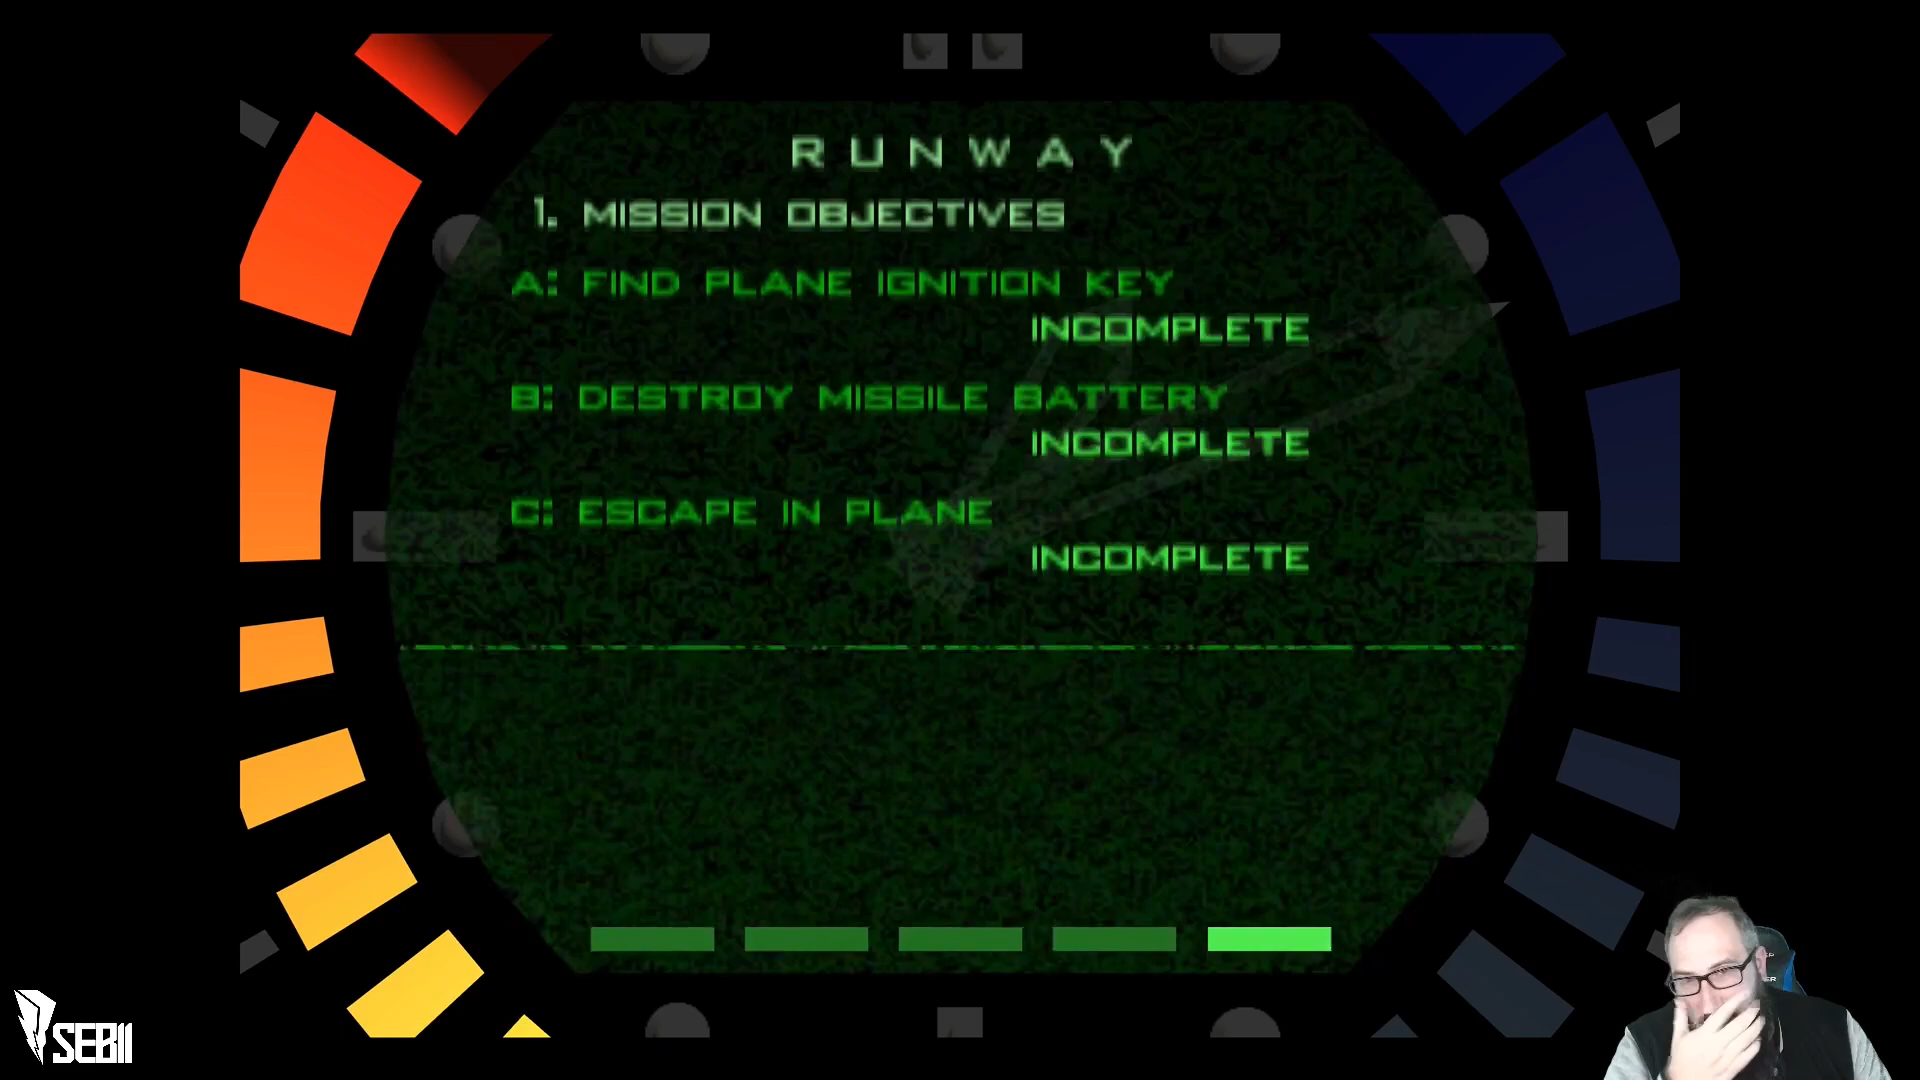 RUNWAY
1. MISSION OBJECTIVES
A: FIND PLANE IGNITION KEY
INCOMPLETE
B: DESTROY MISSILE BATTERY
INCOMPLETE
C: ESCAPE IN PLANE
INCOMPLETE
SEBII